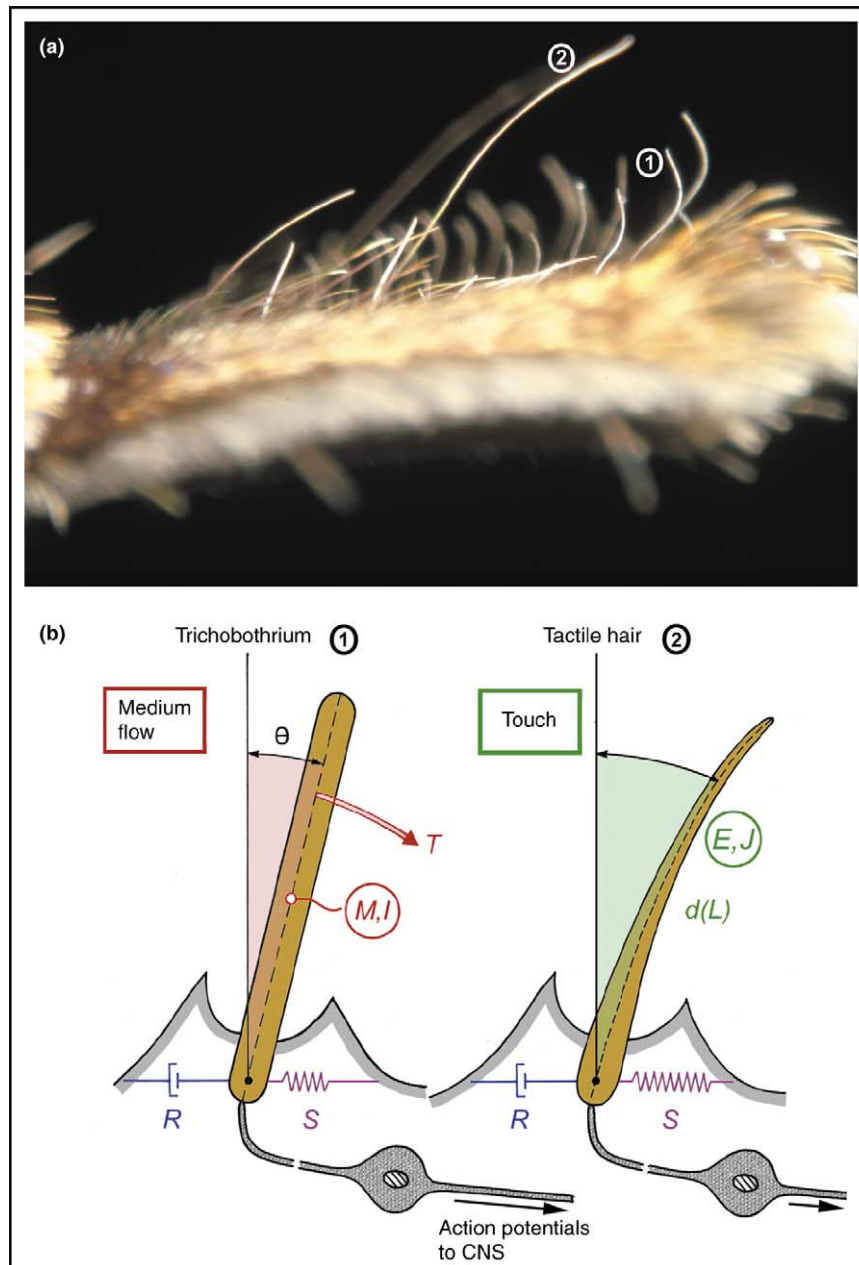 (a)
2
1
(b)
Trichobothrium 1
Tactile hair 2
Medium
flow
θ
T
M,I
R
S
Touch
E,J
d(L)
R
S
Action potentials
to CNS